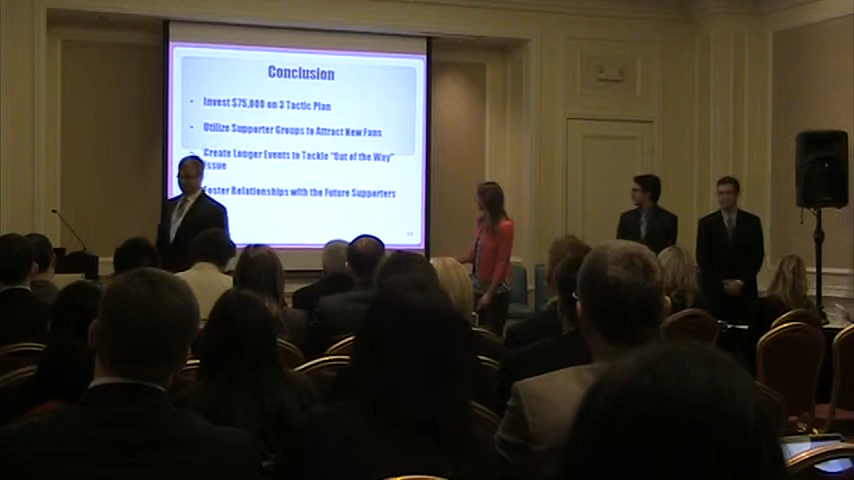 Conclusion
- Invest $75,000 on 3 Tactic Plan
- Utilize Supporter Groups to Attract New Fans
- Create Longer Events to Tackle "Out of the Way"
Issue
Foster Relationships with the Future Supporters